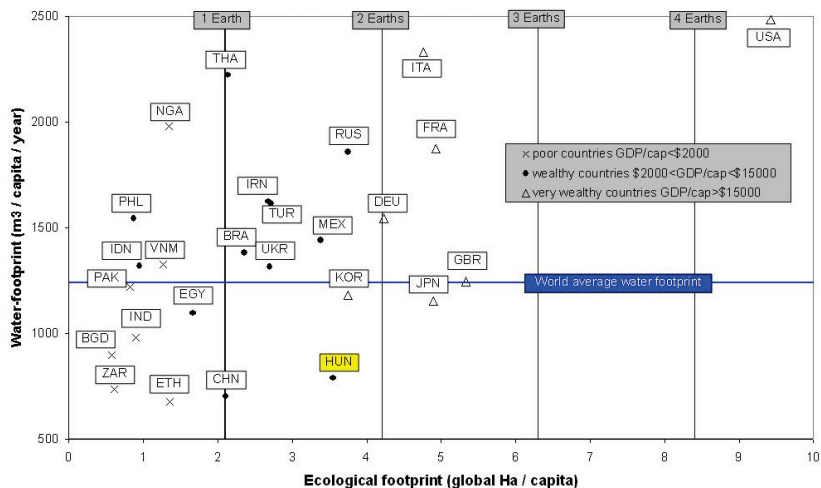 2500
1 Earth
2 Earths
3 Earths
4 Earths
USA
THA
ITA
NGA
2000
FRA
RUS
× poor countries GDP/cap<$2000
● wealthy countries $2000<GDP/cap<$15000
△ very wealthy countries GDP/cap>$15000
IRN
PHL
DEU
TUR
1500
MEX
BRA
IDN
VNM
UKR
GBR
PAK
KOR
JPN
World average water footprint
EGY
IND
1000
BGD
HUN
ZAR
ETH
CHN
500
0 1 2 3 4 5 6 7 8 9 10
Water-footprint (m3 / capita / year)
Ecological footprint (global Ha / capita)